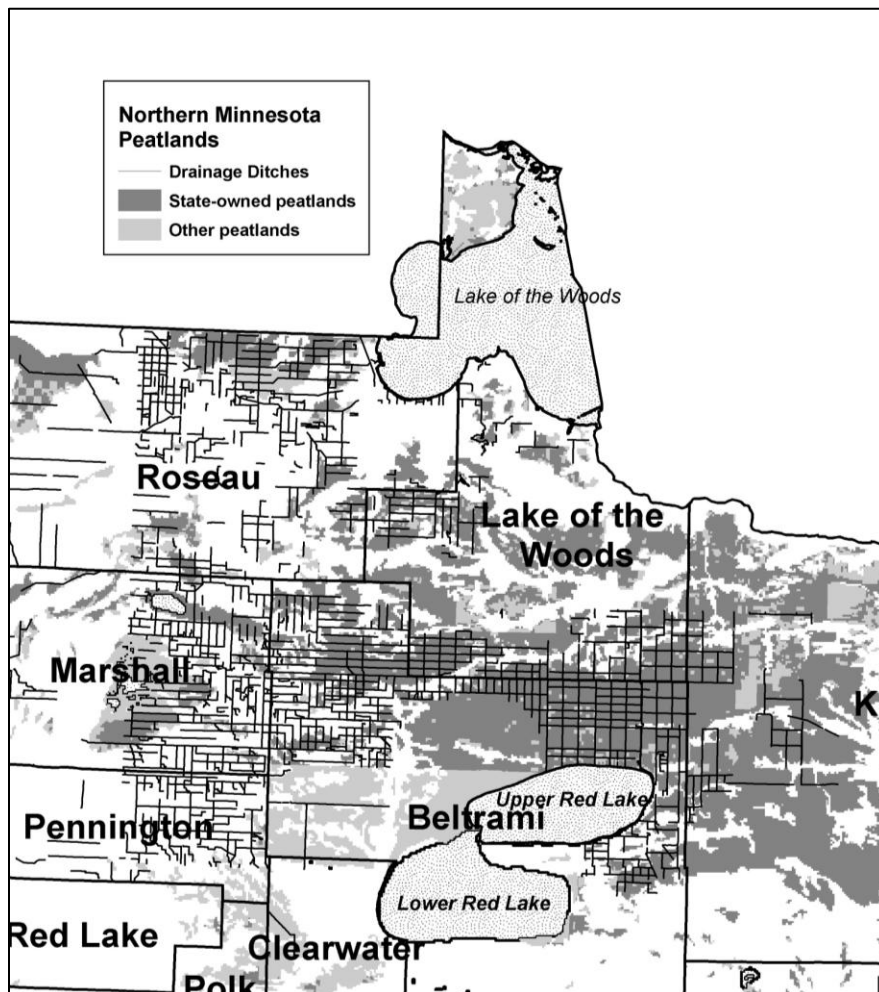 Northern Minnesota
Peatlands
Drainage Ditches
State-owned peatlands
Other peatlands
Lake of the Woods
Roseau
Lake of the
Woods
Marshall
K
Upper Red Lake
Beltrami
Pennington
Lower Red Lake
Red Lake
Clearwater
Polk